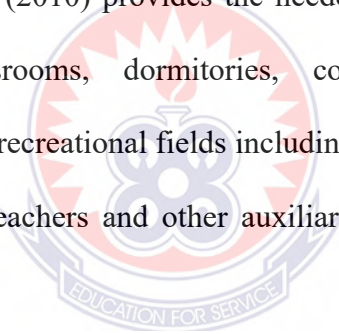 (2010) provides the neede
rooms, dormitories, co
recreational fields includin
eachers and other auxiliar
EDUCATION FOR SERVICE